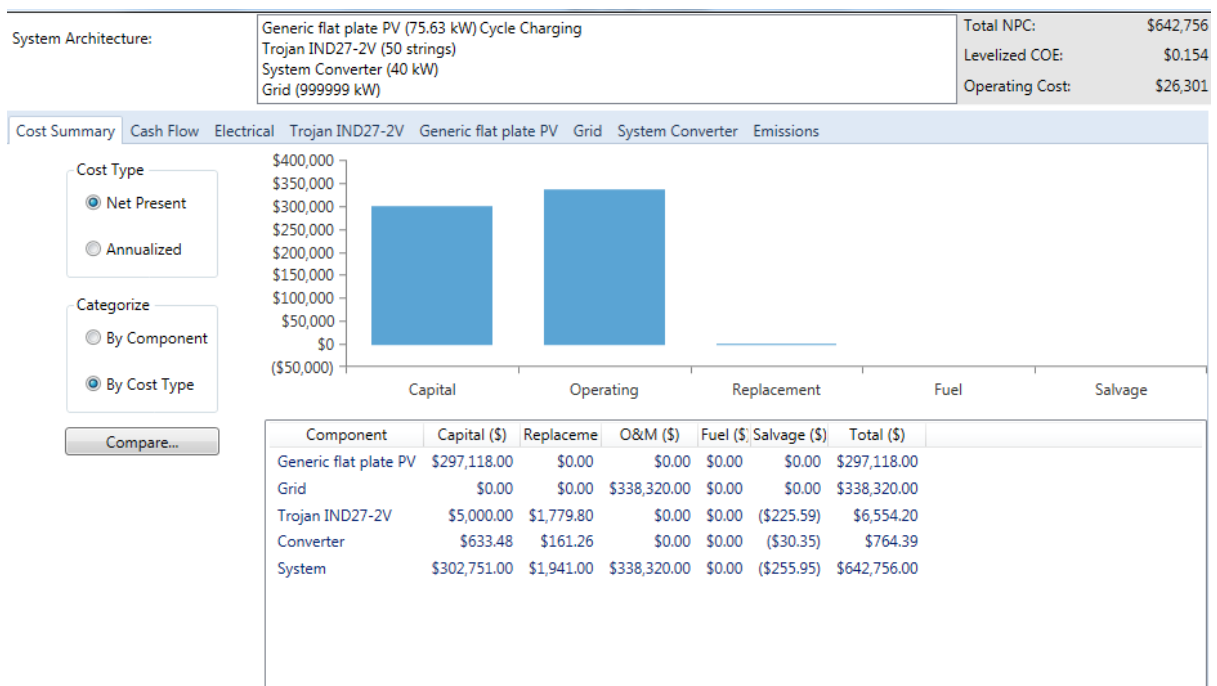 System Architecture:
Generic flat plate PV (75.63 kW) Cycle Charging
Trojan IND27-2V (50 strings)
System Converter (40 kW)
Grid (999999 kW)
Total NPC: $642,756
Levelized COE: $0.154
Operating Cost: $26,301
Cost Summary Cash Flow Electrical Trojan IND27-2V Generic flat plate PV Grid System Converter Emissions
Cost Type
Net Present
Annualized
Categorize
By Component
By Cost Type
Compare...
$400,000
$350,000
$300,000
$250,000
$200,000
$150,000
$100,000
$50,000
$0
($50,000)
Capital Operating Replacement Fuel Salvage
Component Capital ($) Replaceme O&M ($) Fuel ($) Salvage ($) Total ($)
Generic flat plate PV $297,118.00 $0.00 $0.00 $0.00 $0.00 $297,118.00
Grid $0.00 $0.00 $338,320.00 $0.00 $0.00 $338,320.00
Trojan IND27-2V $5,000.00 $1,779.80 $0.00 $0.00 ($225.59) $6,554.20
Converter $633.48 $161.26 $0.00 $0.00 ($30.35) $764.39
System $302,751.00 $1,941.00 $338,320.00 $0.00 ($255.95) $642,756.00